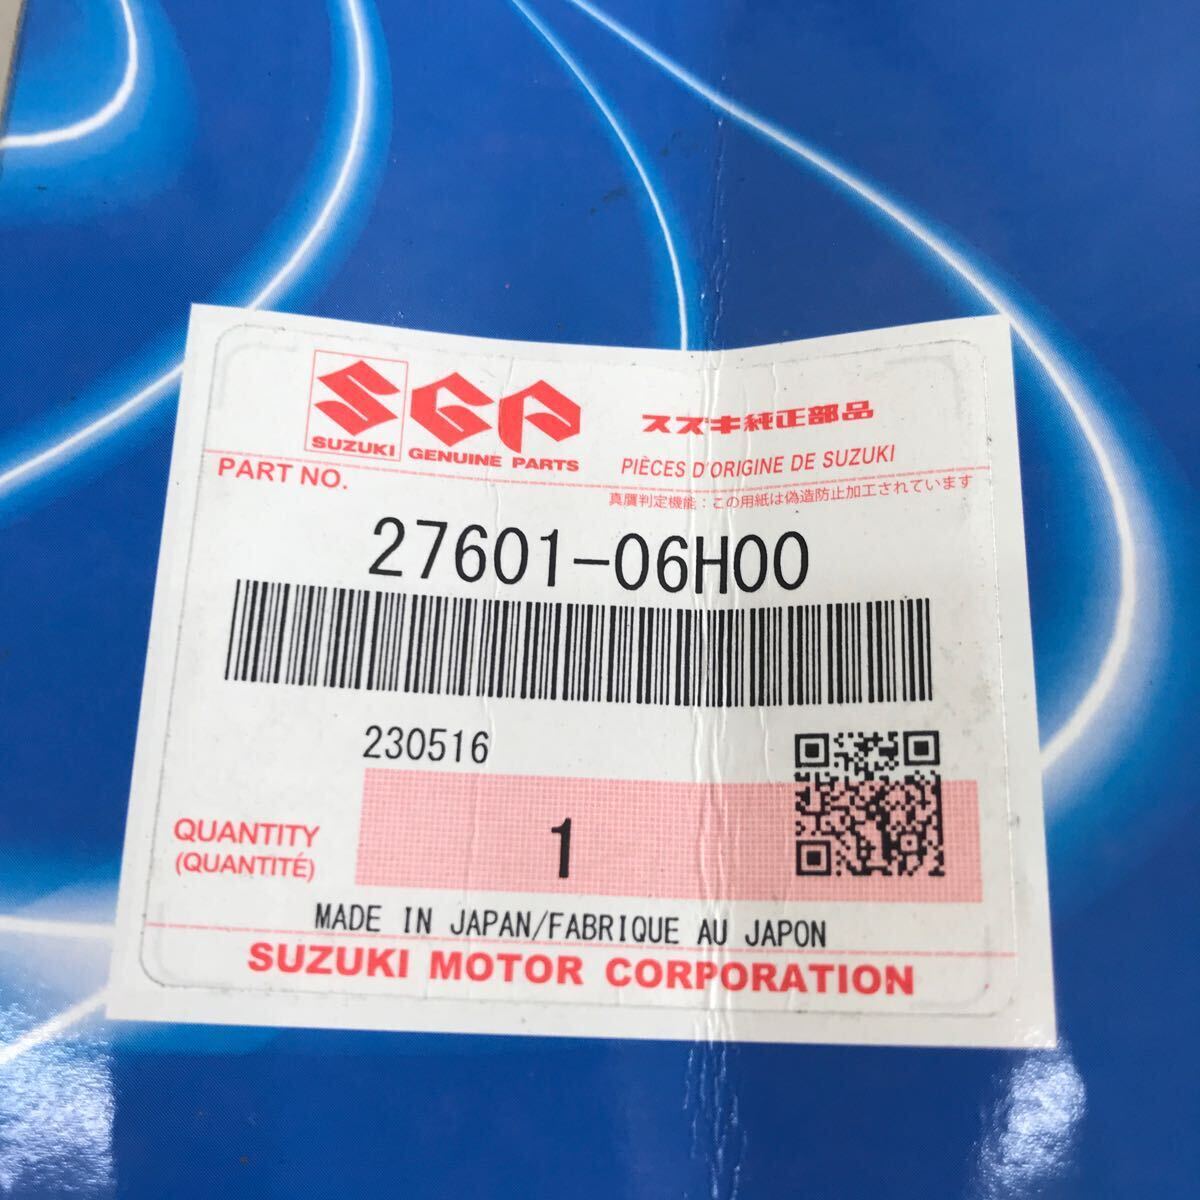 SGP
SUZUKI GENUINE PARTS
スズキ純正部品
PIÈCES D'ORIGINE DE SUZUKI
PART NO.
真贋判定機能：この用紙は偽造防止加工されています
27601-06H00
230516
QUANTITY
(QUANTITÉ)
1
MADE IN JAPAN/FABRIQUE AU JAPON
SUZUKI MOTOR CORPORATION